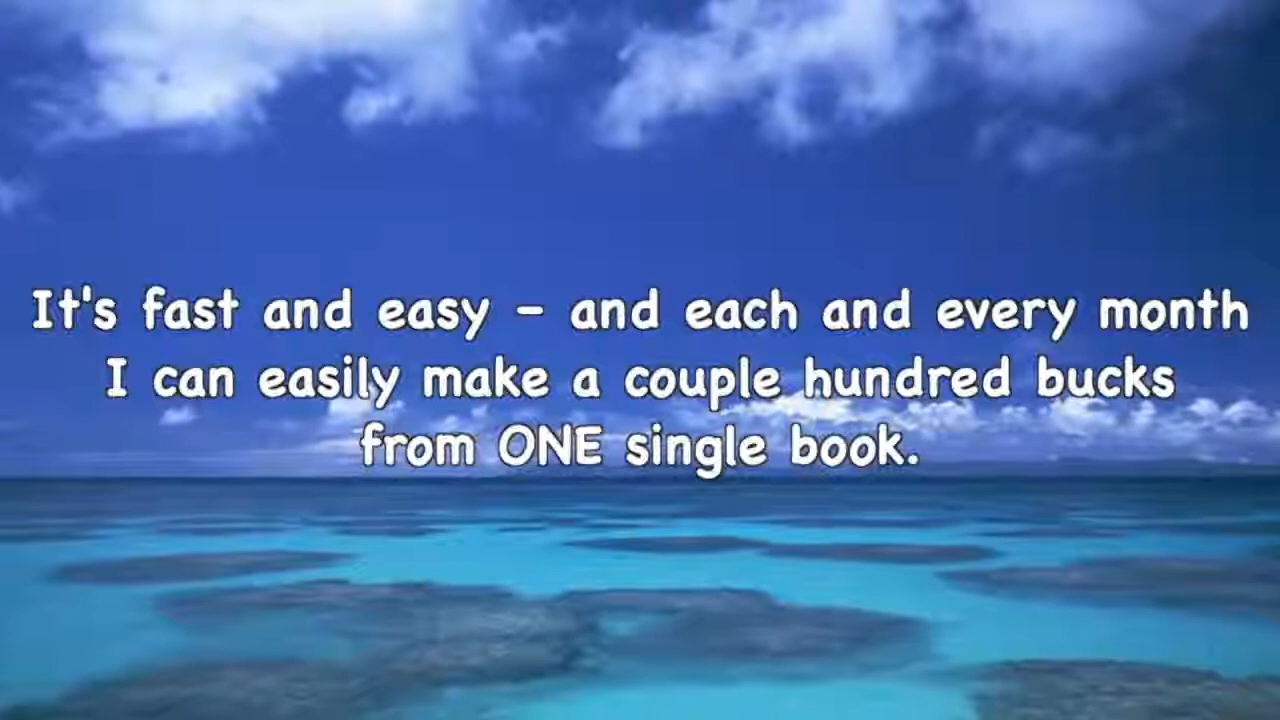 It's fast and easy - and each and every month
I can easily make a couple hundred bucks
from ONE single book.